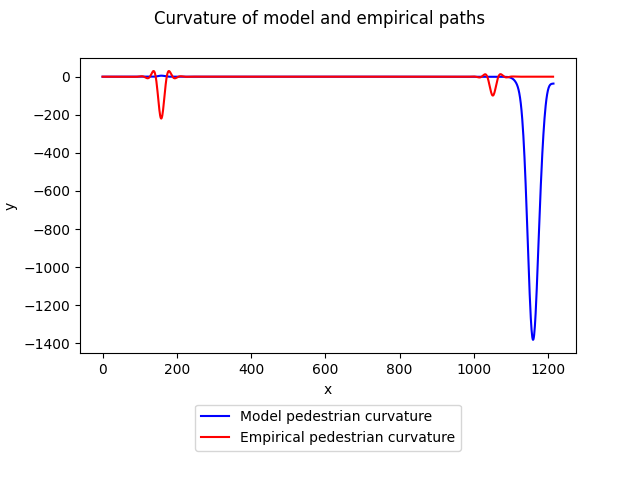 Curvature of model and empirical paths
0
−200
−400
−600
−800
−1000
−1200
−1400
y
0 200 400 600 800 1000 1200
x
Model pedestrian curvature
Empirical pedestrian curvature